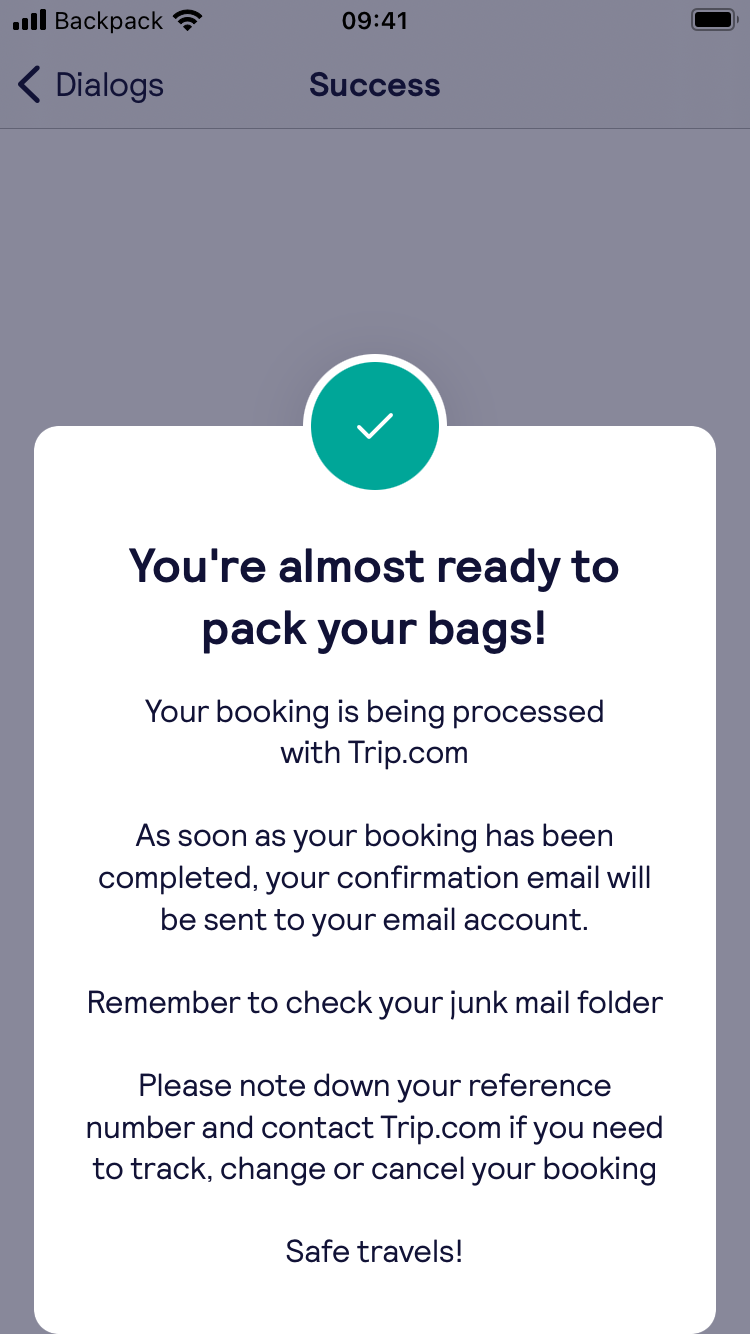 Backpack 09:41
Dialogs Success
You're almost ready to
pack your bags!
Your booking is being processed
with Trip.com
As soon as your booking has been
completed, your confirmation email will
be sent to your email account.
Remember to check your junk mail folder
Please note down your reference
number and contact Trip.com if you need
to track, change or cancel your booking
Safe travels!